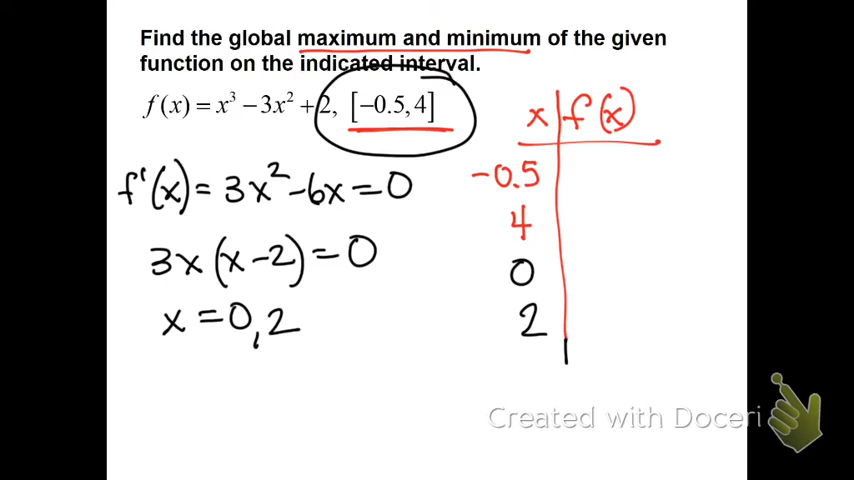 Find the global maximum and minimum of the given
function on the indicated interval.
f(x) = x³ − 3x² + 2, [−0.5, 4]
x f(x)
f'(x) = 3x² - 6x = 0
-0.5
4
3x(x-2) = 0
0
x = 0, 2
2
Created with Doceri